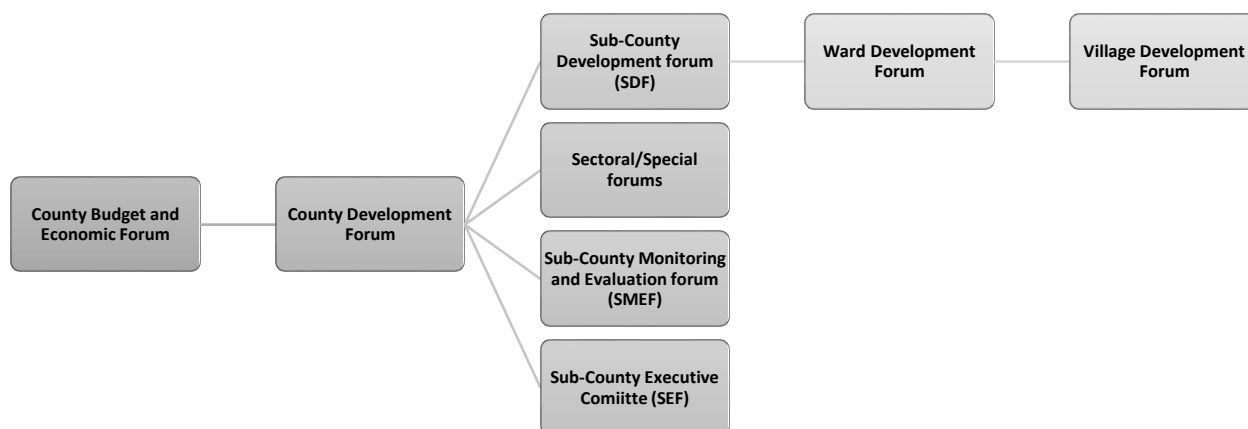 County Budget and
Economic Forum
County Development
Forum
Sub-County
Development forum
(SDF)
Ward Development
Forum
Village Development
Forum
Sectoral/Special
forums
Sub-County Monitoring
and Evaluation forum
(SMEF)
Sub-County Executive
Comiitte (SEF)